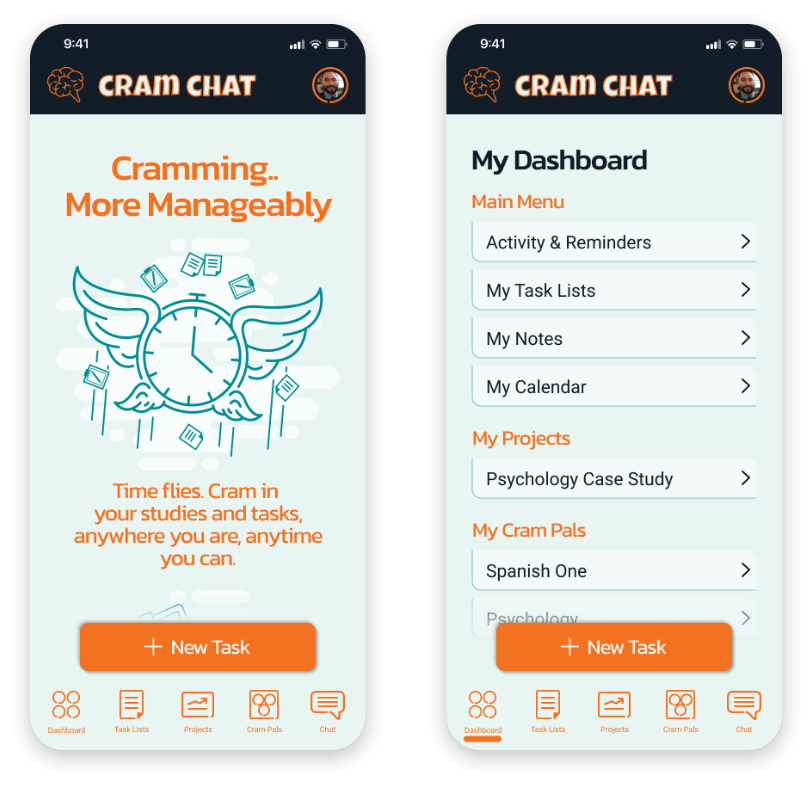 9:41
CRAM CHAT
Cramming..
More Manageably
Time flies. Cram in
your studies and tasks,
anywhere you are, anytime
you can.
+ New Task
Dashboard
Task Lists
Projects
Cram Pals
Chat
9:41
CRAM CHAT
My Dashboard
Main Menu
Activity & Reminders
My Task Lists
My Notes
My Calendar
My Projects
Psychology Case Study
My Cram Pals
Spanish One
Psychology
+ New Task
Dashboard
Task Lists
Projects
Cram Pals
Chat